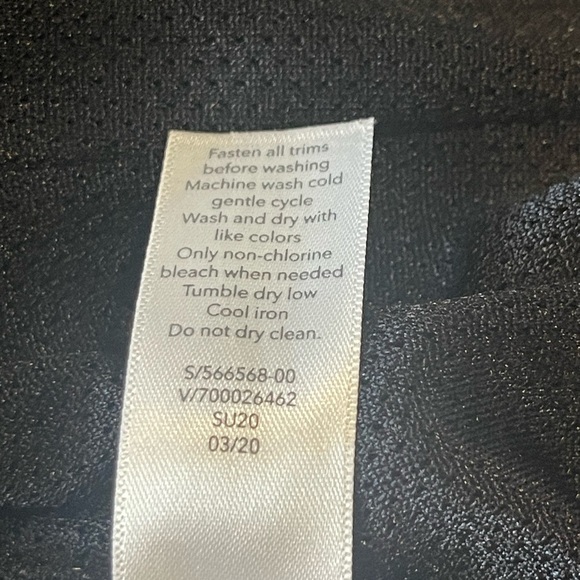 Fasten all trims
before washing
Machine wash cold
gentle cycle
Wash and dry with
like colors
Only non-chlorine
bleach when needed
Tumble dry low
Cool iron
Do not dry clean.
S/566568-00
V/700026462
SU20
03/20